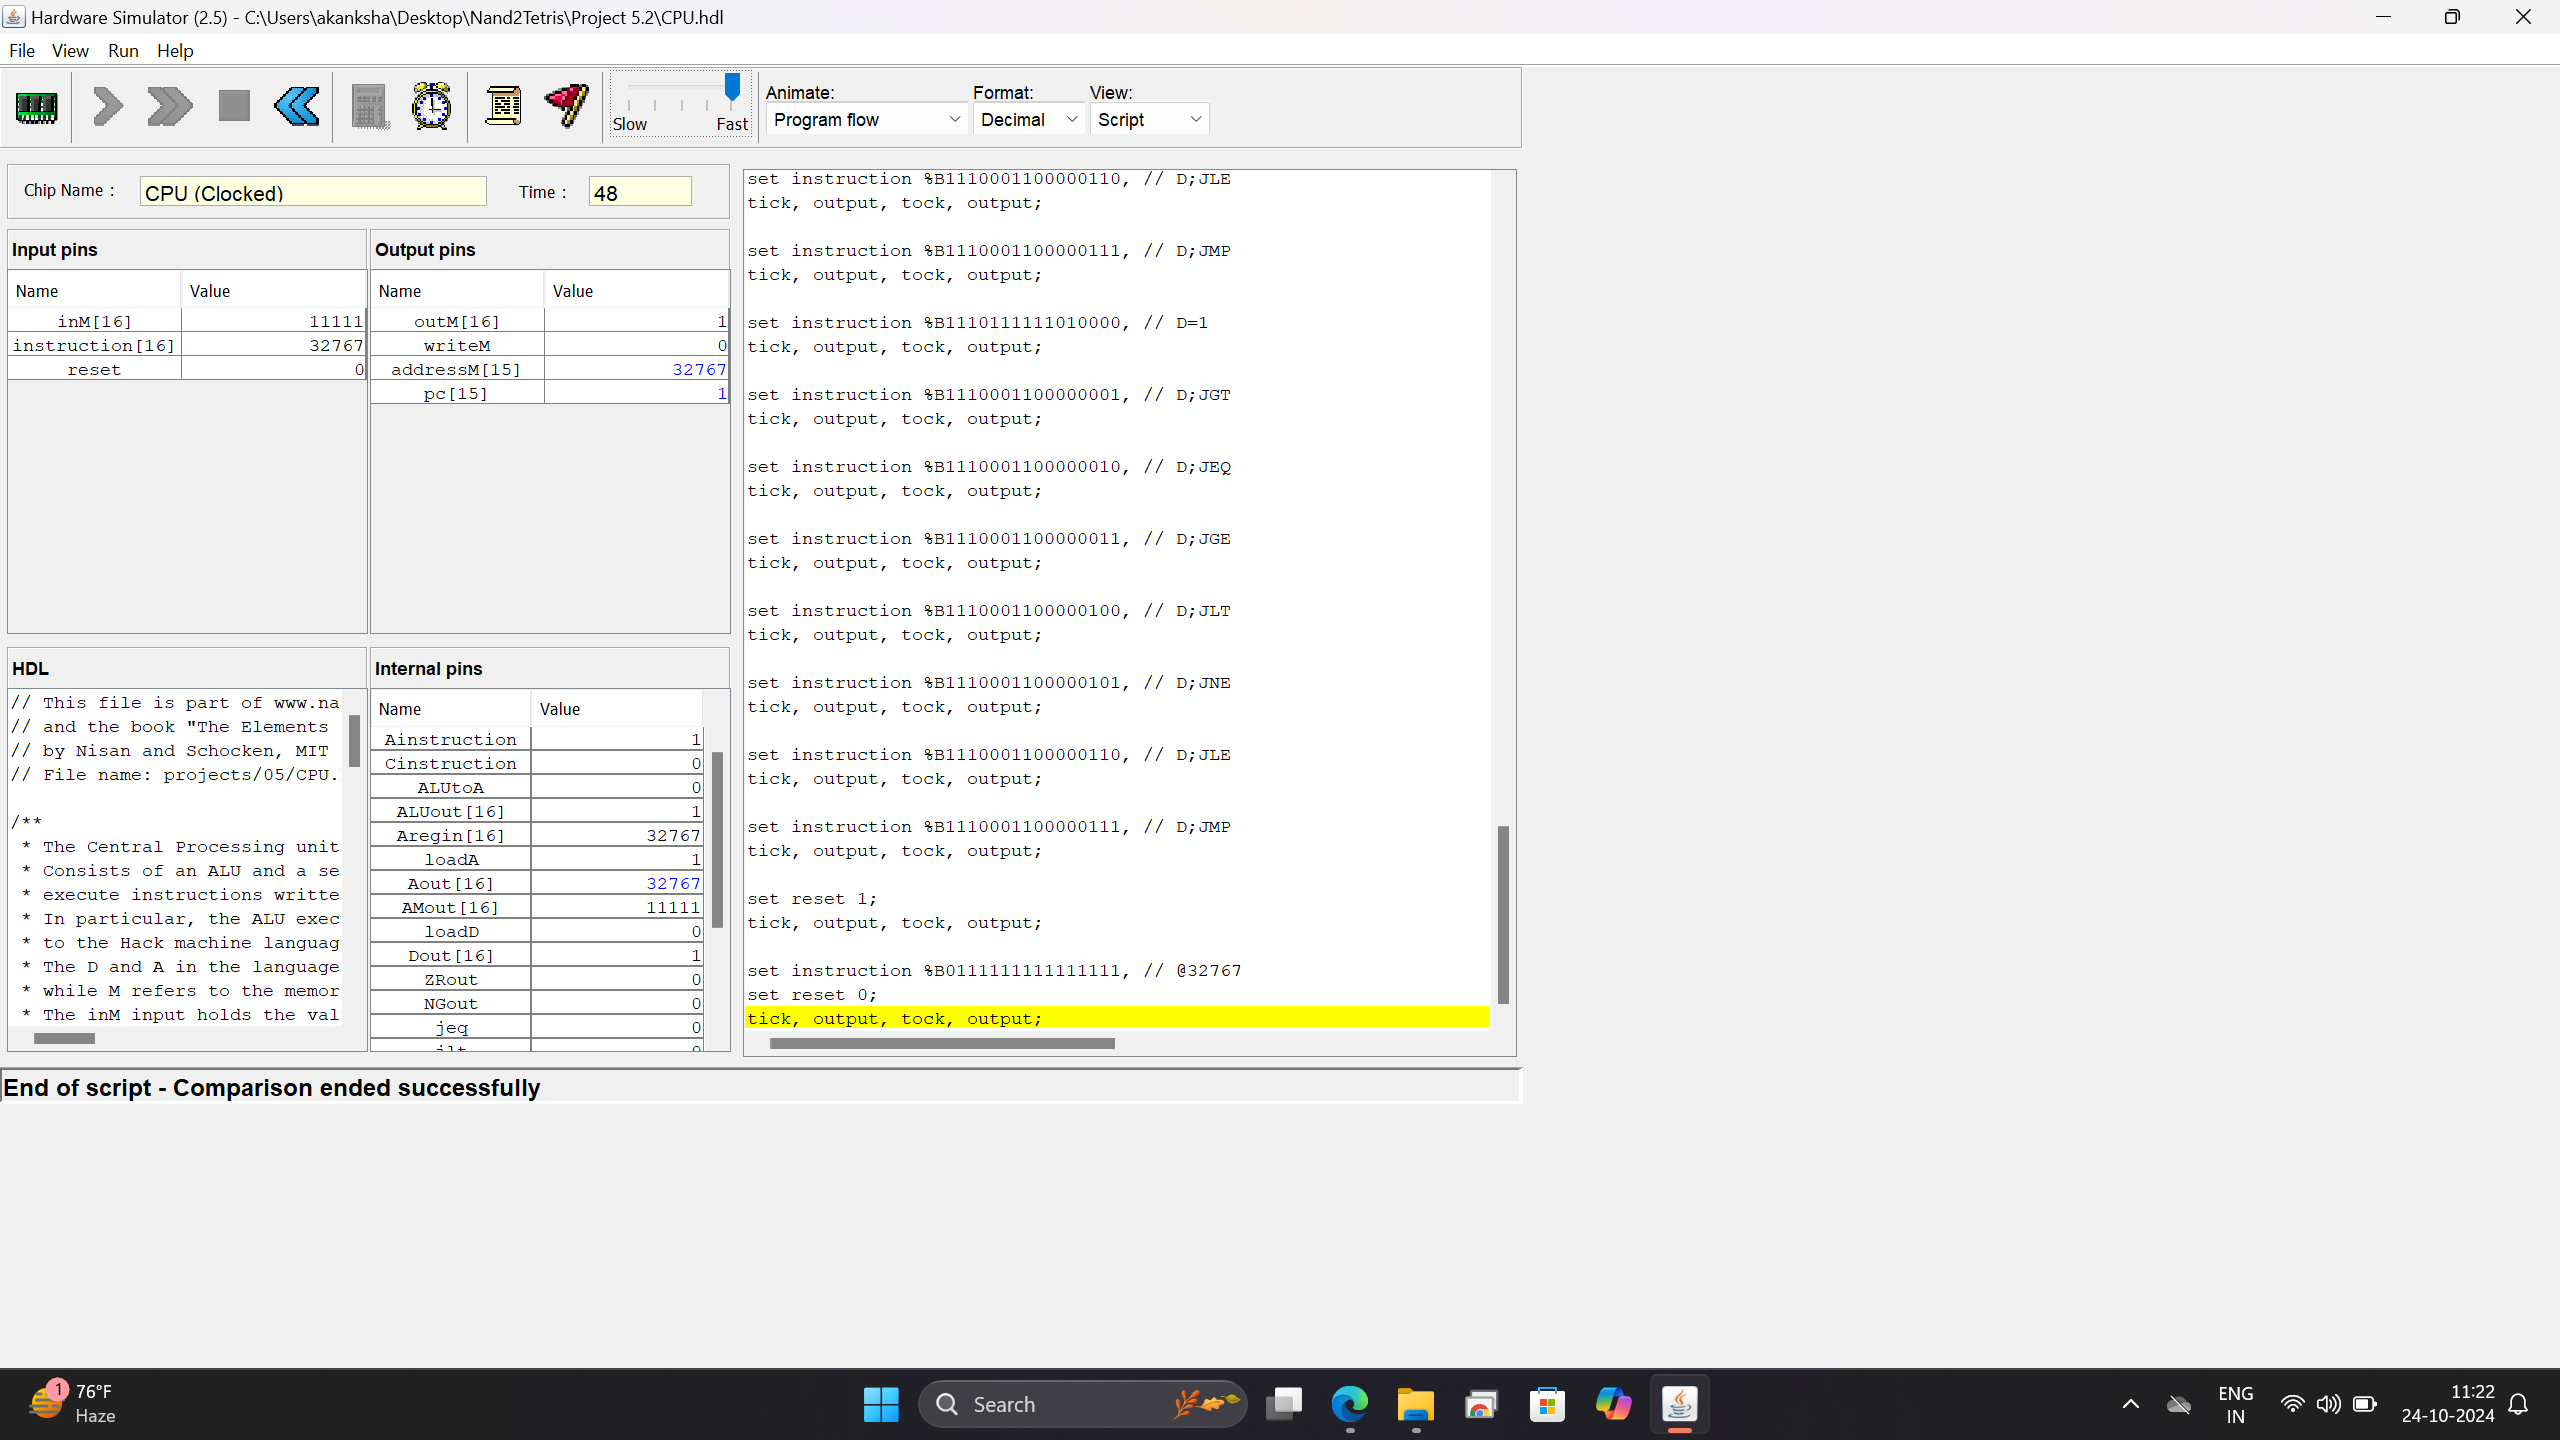 Hardware Simulator (2.5) - C:\Users\akanksha\Desktop\Nand2Tetris\Project 5.2\CPU.hdl
File View Run Help
Slow Fast
Animate: Format: View:
Program flow Decimal Script
Chip Name : CPU (Clocked) Time : 48
Input pins
Name Value
inM[16] 11111
instruction[16] 32767
reset 0
Output pins
Name Value
outM[16] 1
writeM 0
addressM[15] 32767
pc[15] 1
HDL
// This file is part of www.na
// and the book "The Elements
// by Nisan and Schocken, MIT
// File name: projects/05/CPU.
/**
* The Central Processing unit
* Consists of an ALU and a se
* execute instructions writte
* In particular, the ALU exec
* to the Hack machine languag
* The D and A in the language
* while M refers to the memor
* The inM input holds the val
Internal pins
Name Value
Ainstruction 1
Cinstruction 0
ALUtoA 0
ALUout[16] 1
Aregin[16] 32767
loadA 1
Aout[16] 32767
AMout[16] 11111
loadD 0
Dout[16] 1
ZRout 0
NGout 0
jeq 0
set instruction %B1110001100000110, // D;JLE
tick, output, tock, output;
set instruction %B1110001100000111, // D;JMP
tick, output, tock, output;
set instruction %B1110111111010000, // D=1
tick, output, tock, output;
set instruction %B1110001100000001, // D;JGT
tick, output, tock, output;
set instruction %B1110001100000010, // D;JEQ
tick, output, tock, output;
set instruction %B1110001100000011, // D;JGE
tick, output, tock, output;
set instruction %B1110001100000100, // D;JLT
tick, output, tock, output;
set instruction %B1110001100000101, // D;JNE
tick, output, tock, output;
set instruction %B1110001100000110, // D;JLE
tick, output, tock, output;
set instruction %B1110001100000111, // D;JMP
tick, output, tock, output;
set reset 1;
tick, output, tock, output;
set instruction %B0111111111111111, // @32767
set reset 0;
tick, output, tock, output;
End of script - Comparison ended successfully
1
76°F
Haze
Search
ENG
IN
11:22
24-10-2024